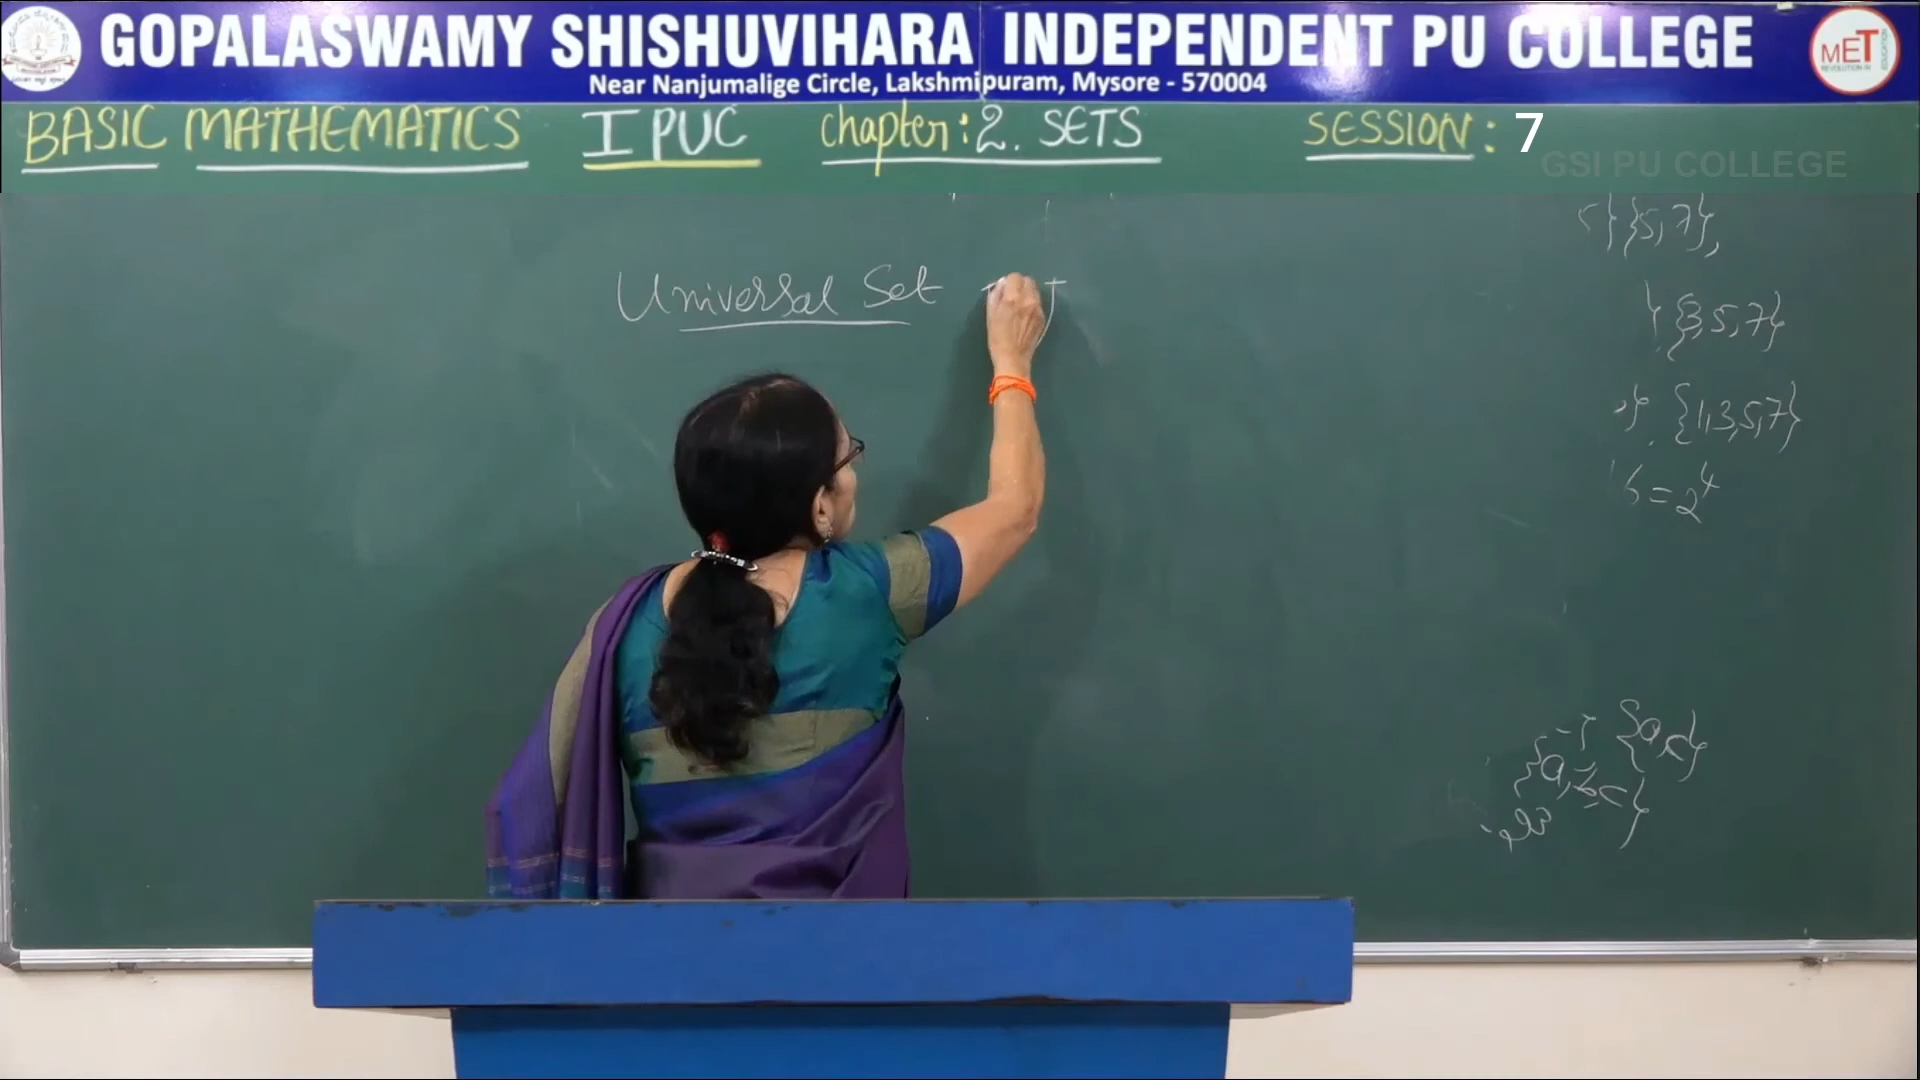 GOPALASWAMY SHISHUVIHARA INDEPENDENT PU COLLEGE
Near Nanjumalige Circle, Lakshmipuram, Mysore - 570004
MET
BASIC MATHEMATICS I PUC chapter: 2. SETS SESSION: 7
GSI PU COLLEGE
} {5,7},
Universal Set
} {3,5,7}
} {1,3,5,7}
= 2⁴
{a,c}
{a,b,c}